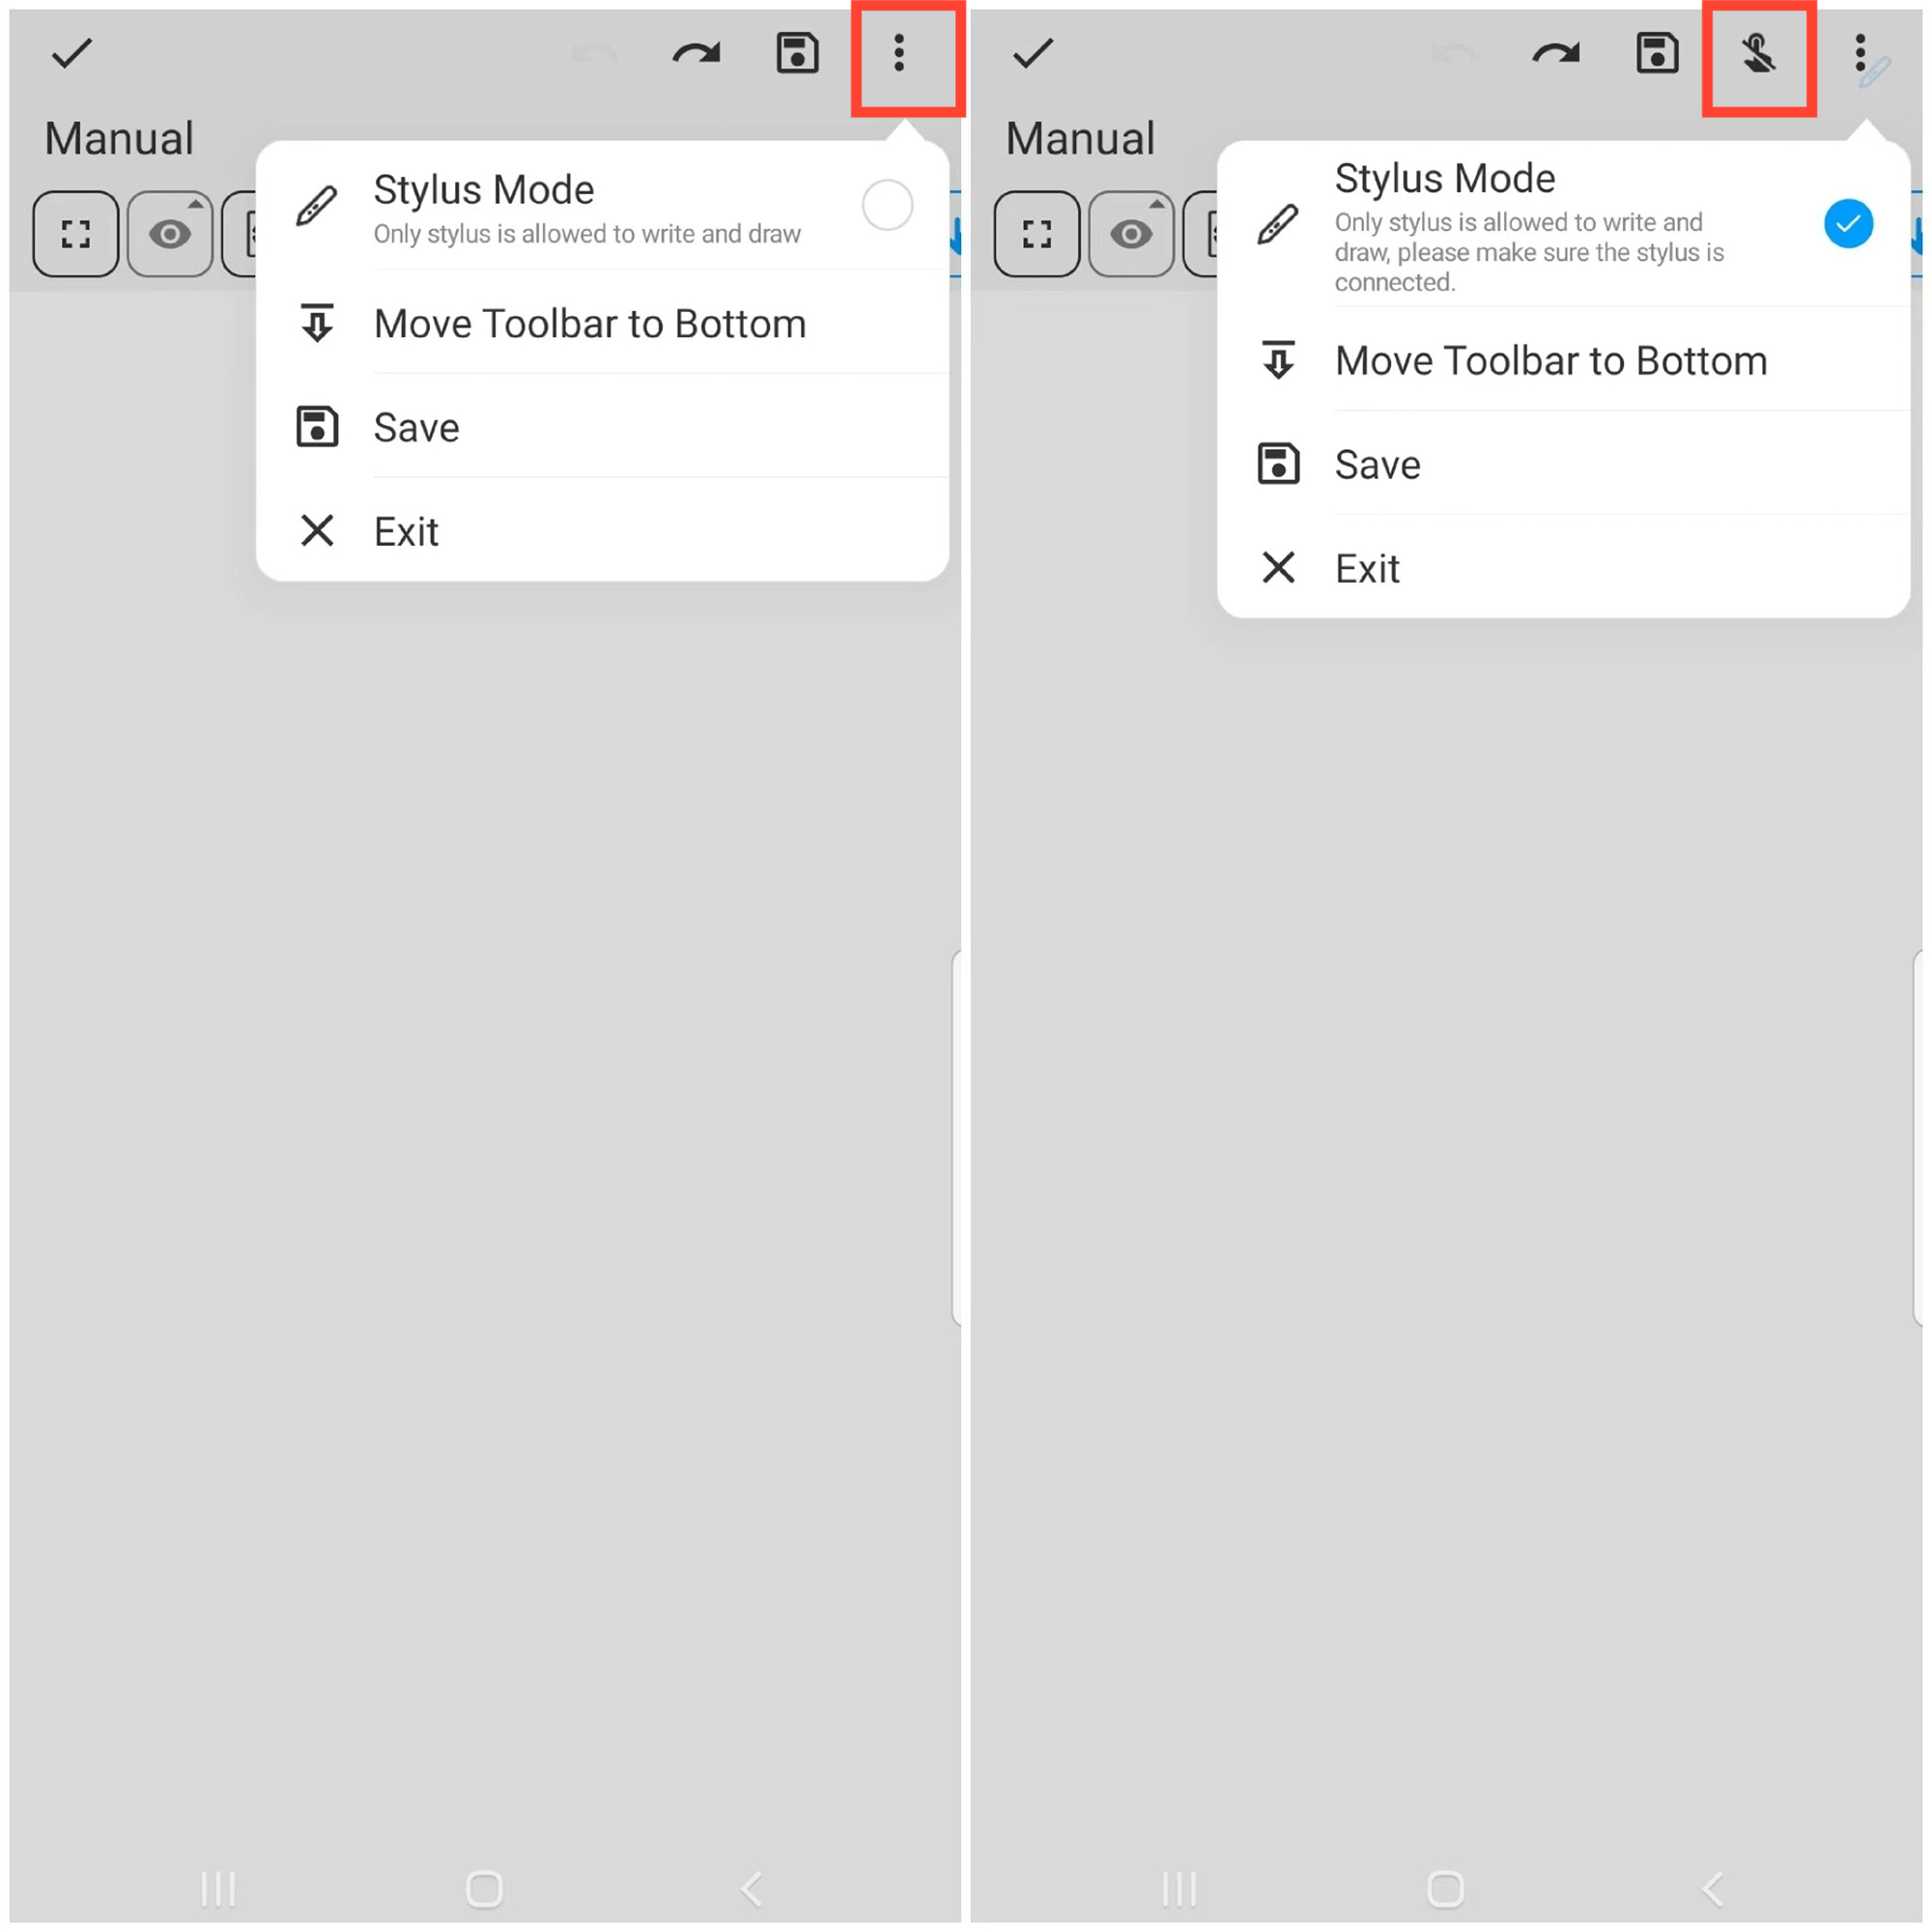 Manual
Stylus Mode
Only stylus is allowed to write and draw
Move Toolbar to Bottom
Save
Exit
Manual
Stylus Mode
Only stylus is allowed to write and
draw, please make sure the stylus is
connected.
Move Toolbar to Bottom
Save
Exit